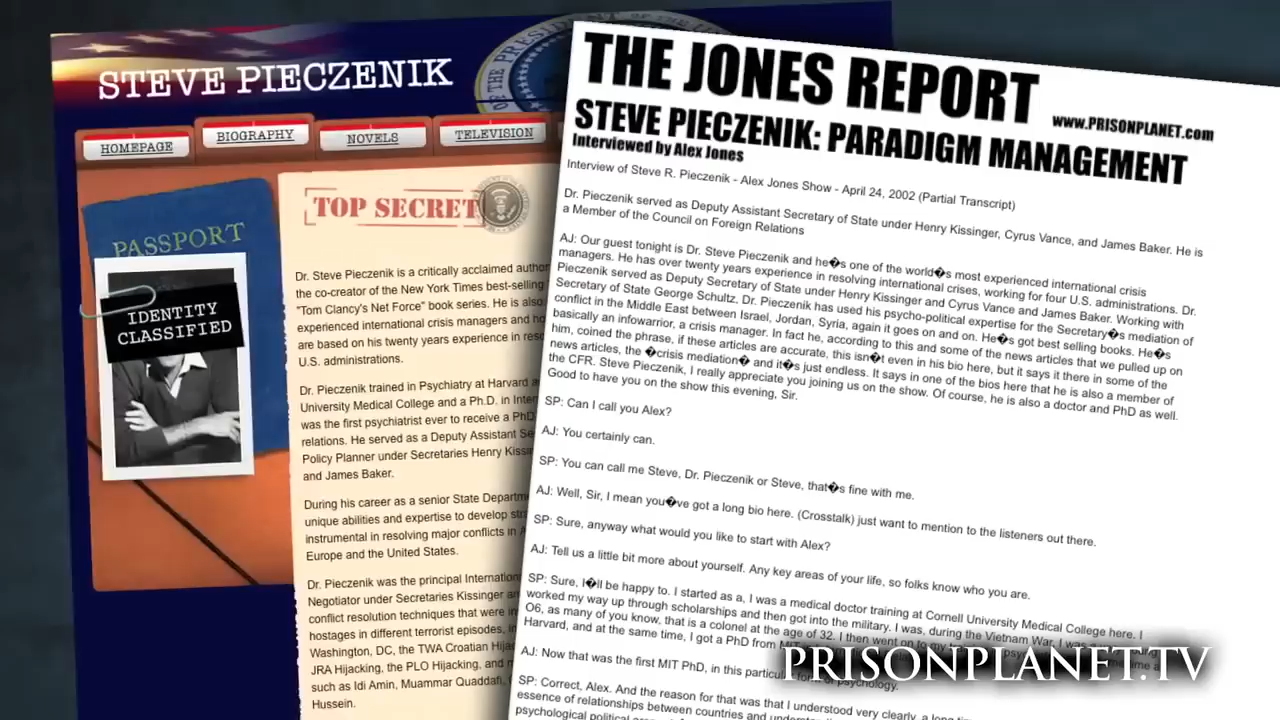 STEVE PIECZENIK
HOMEPAGE
BIOGRAPHY
NOVELS
TELEVISION
PASSPORT
IDENTITY
CLASSIFIED
TOP SECRET
Dr. Steve Pieczenik is a critically acclaimed author
the co-creator of the New York Times best-selling
"Tom Clancy's Net Force" book series. He is also
experienced international crisis managers and
are based on his twenty years experience in
U.S. administrations.
Dr. Pieczenik trained in Psychiatry at Harvard
University Medical College and a Ph.D. in
was the first psychiatrist ever to receive a PhD
relations. He served as a Deputy Assistant
Policy Planner under Secretaries Henry
and James Baker.
During his career as a senior State
unique abilities and expertise to develop
instrumental in resolving major conflicts in
Europe and the United States.
Dr. Pieczenik was the principal
Negotiator under Secretaries Kissinger
conflict resolution techniques that were
hostages in different terrorist episodes,
Washington, DC, the TWA Croatian
JRA Hijacking, the PLO Hijacking, and
such as Idi Amin, Muammar
Hussein.
THE JONES REPORT
www.PRISONPLANET.com
STEVE PIECZENIK: PARADIGM MANAGEMENT
Interviewed by Alex Jones
Interview of Steve R. Pieczenik - Alex Jones Show - April 24, 2002 (Partial Transcript)
Dr. Pieczenik served as Deputy Assistant Secretary of State under Henry Kissinger, Cyrus Vance, and James Baker. He is
a Member of the Council on Foreign Relations
AJ: Our guest tonight is Dr. Steve Pieczenik and he�s one of the world�s most experienced international crisis
managers. He has over twenty years experience in resolving international crises, working for four U.S. administrations. Dr.
Pieczenik served as Deputy Secretary of State under Henry Kissinger and Cyrus Vance and James Baker. Working with
Secretary of State George Schultz, Dr. Pieczenik has used his psycho-political expertise for the Secretary�s mediation of
conflict in the Middle East between Israel, Jordan, Syria, again it goes on and on. He�s got best selling books. He�s
basically an infowarrior, a crisis manager. In fact he, according to this and some of the news articles that we pulled up on
him, coined the phrase, if these articles are accurate, this isn�t even in his bio here, but it says it there in some of the
news articles, the �crisis mediation� and it�s just endless. It says in one of the bios here that he is also a member of
the CFR. Steve Pieczenik, I really appreciate you joining us on the show. Of course, he is also a doctor and PhD as well.
Good to have you on the show this evening, Sir.
SP: Can I call you Alex?
AJ: You certainly can.
SP: You can call me Steve, Dr. Pieczenik or Steve, that�s fine with me.
AJ: Well, Sir, I mean you�ve got a long bio here. (Crosstalk) just want to mention to the listeners out there.
SP: Sure, anyway what would you like to start with Alex?
AJ: Tell us a little bit more about yourself. Any key areas of your life, so folks know who you are.
SP: Sure, I�ll be happy to. I started as a, I was a medical doctor training at Cornell University Medical College here. I
worked my way up through scholarships and then got into the military. I was, during the Vietnam War, I was a
O6, as many of you know, that is a colonel at the age of 32. I then went on to my
Harvard, and at the same time, I got a PhD from MIT
AJ: Now that was the first MIT PhD, in this particular form of psychology.
SP: Correct, Alex. And the reason for that was that I understood very clearly, a long
essence of relationships between countries and
psychological political
PRISONPLANET.TV